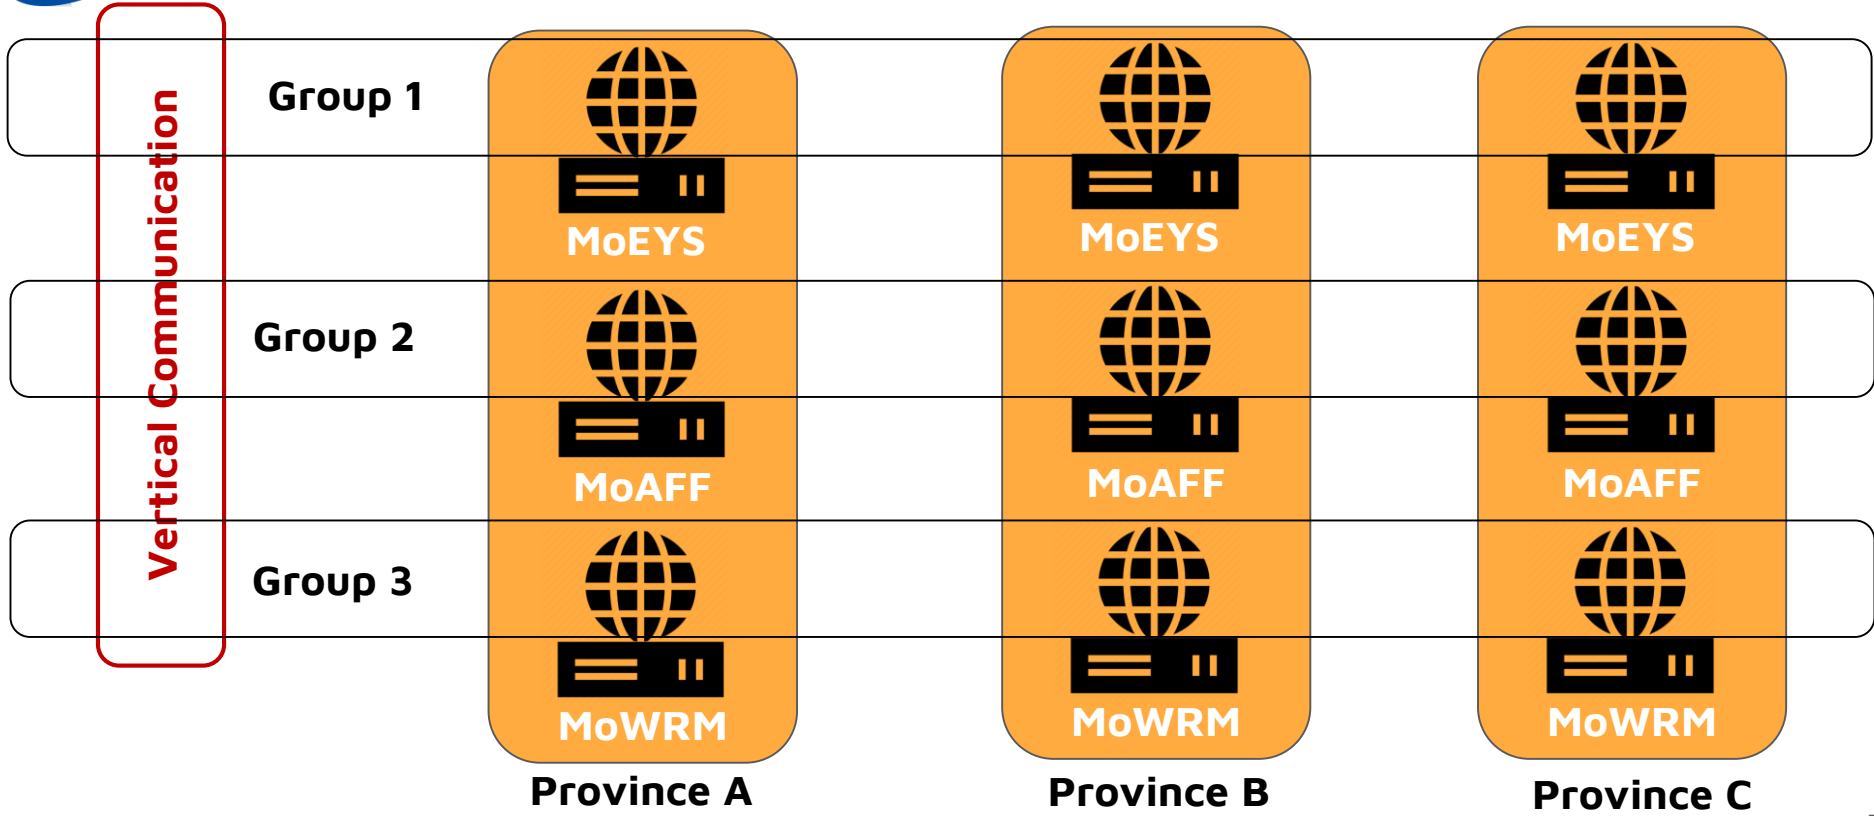 Vertical Communication
Group 1
MoEYS
MoEYS
MoEYS
Group 2
MoAFF
MoAFF
MoAFF
Group 3
MoWRM
MoWRM
MoWRM
Province A
Province B
Province C